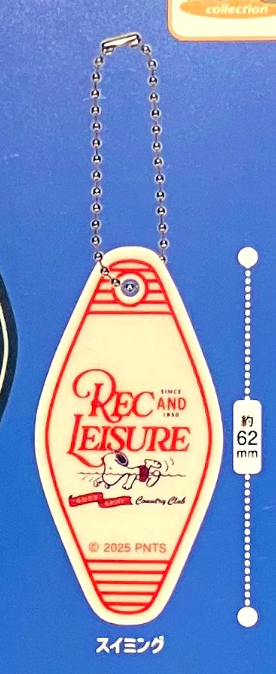 collection
REC AND
SINCE
1950
LEISURE
Country Club
© 2025 PNTS
約
62
mm
スイミング